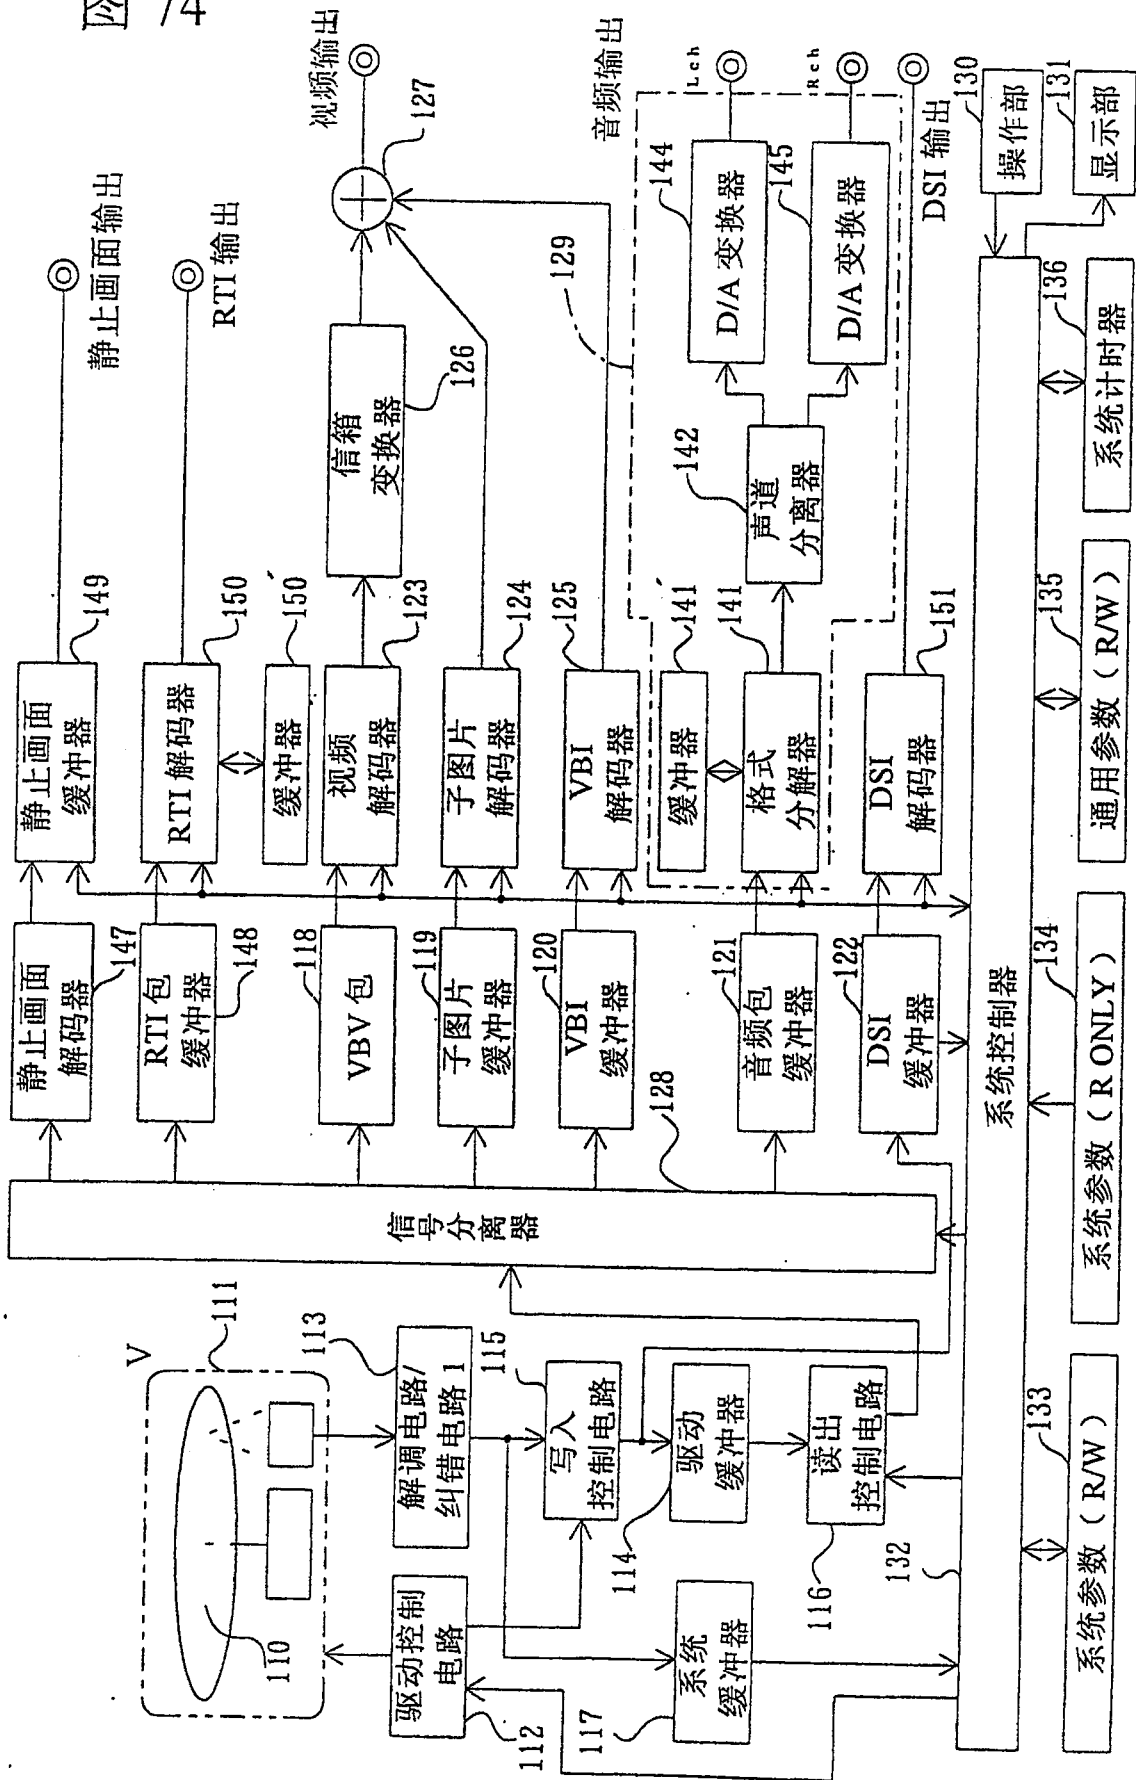 图 74
V
111
110
驱动控制
电路
112
解调电路/
纠错电路 1
113
写入
控制电路
115
驱动
缓冲器
114
读出
控制电路
116
系统
缓冲器
117
信号分离器
128
静止画面
解码器
147
RTI 包
缓冲器
148
VBV 包
118
子图片
缓冲器
119
VBI
缓冲器
120
音频包
缓冲器
121
DSI
缓冲器
122
静止画面
缓冲器
149
RTI 解码器
150
缓冲器
150'
视频
解码器
123
子图片
解码器
124
VBI
解码器
125
缓冲器
141'
格式
分解器
141
DSI
解码器
151
信箱
变换器
126
127
声道
分离器
142
129
D/A 变换器
144
D/A 变换器
145
静止画面输出
RTI 输出
视频输出
音频输出
Lch
Rch
DSI 输出
操作部
130
显示部
131
系统控制器
132
系统参数（R/W）
133
系统参数（R ONLY）
134
通用参数（R/W）
135
系统计时器
136